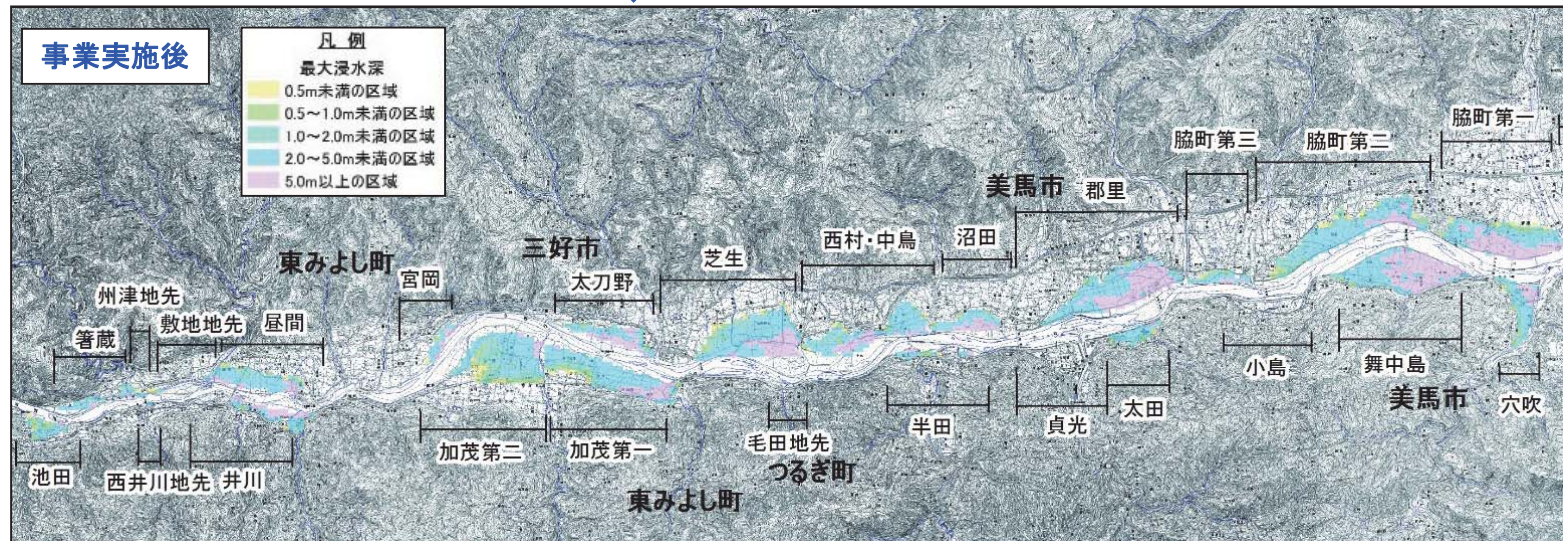 事業実施後
凡 例
最大浸水深
0.5m未満の区域
0.5～1.0m未満の区域
1.0～2.0m未満の区域
2.0～5.0m未満の区域
5.0m以上の区域
脇町第一
脇町第二
脇町第三
美馬市
郡里
沼田
西村・中鳥
芝生
三好市
太刀野
宮岡
東みよし町
昼間
敷地地先
州津地先
箸蔵
池田
西井川地先
井川
加茂第二
加茂第一
東みよし町
毛田地先
つるぎ町
半田
貞光
太田
小島
舞中島
美馬市
穴吹